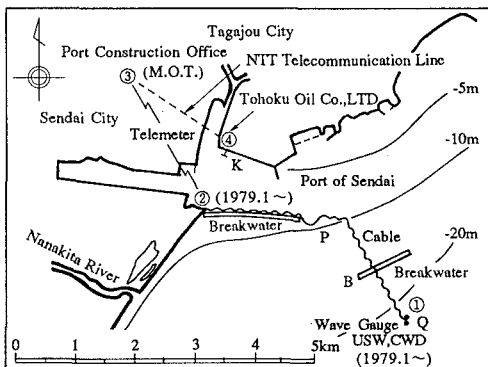 Tagajou City
Port Construction Office
NTT Telecommunication Line
③
(M.O.T.)
Tohoku Oil Co.,LTD
-5m
Sendai City
Telemeter
④
-10m
K
② (1979.1～)
Port of Sendai
Breakwater
P
Cable
-20m
Nanakita River
B
Breakwater
①
Wave Gauge
Q
USW,CWD
(1979.1～)
0 1 2 3 4 5km